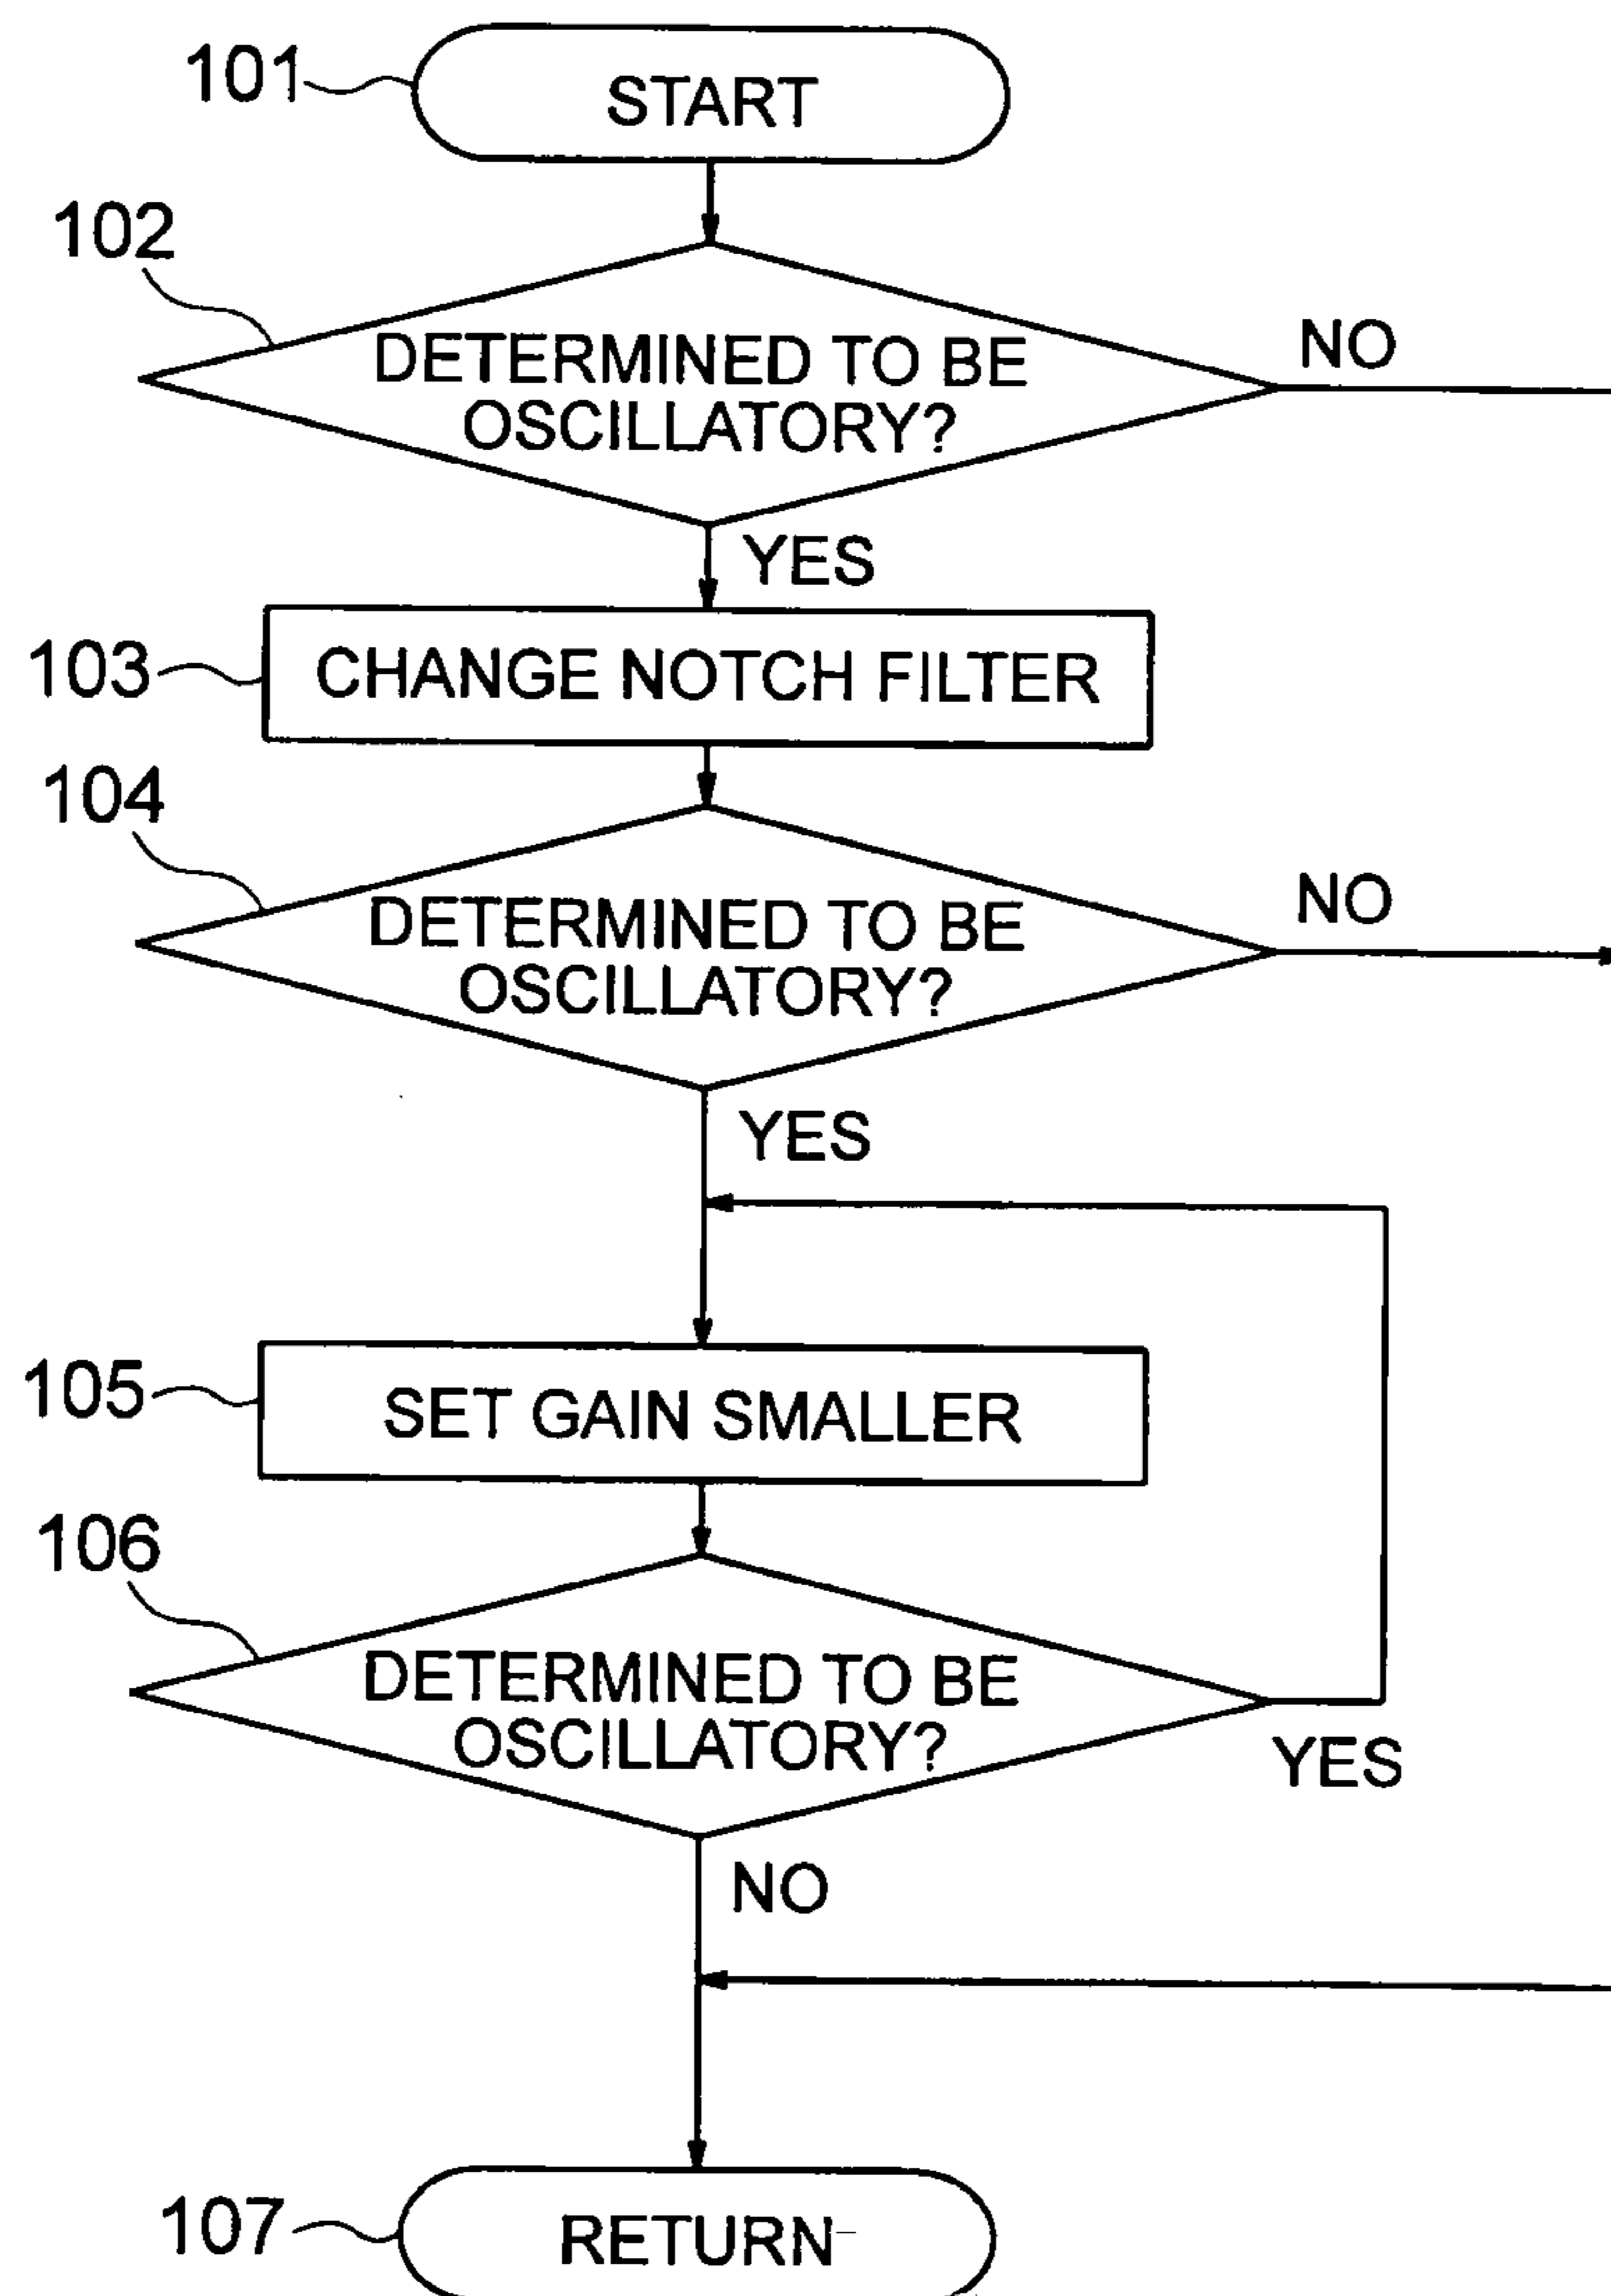 101
START
102
DETERMINED TO BE
OSCILLATORY?
NO
YES
103
CHANGE NOTCH FILTER
104
DETERMINED TO BE
OSCILLATORY?
NO
YES
105
SET GAIN SMALLER
106
DETERMINED TO BE
OSCILLATORY?
YES
NO
107
RETURN